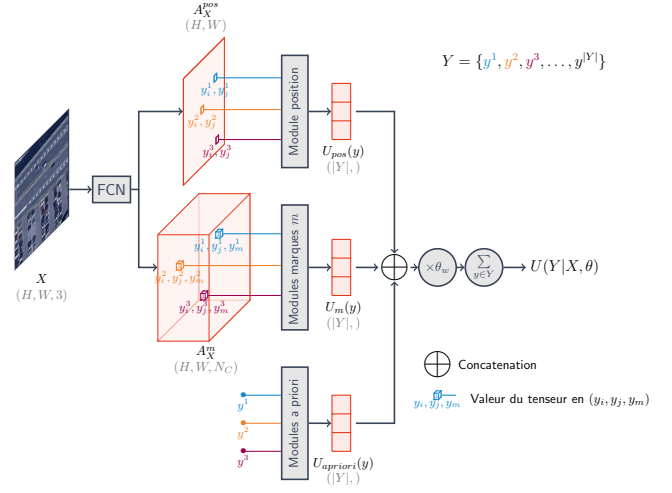 A_X^{pos}
(H, W)
Y = {y^1, y^2, y^3, ..., y^{|Y|}}
y_i^1, y_j^1
y_i^2, y_j^2
y_i^3, y_j^3
Module position
U_{pos}(y)
(|Y|, )
FCN
X
(H, W, 3)
y_i^1, y_j^1, y_m^1
y_i^2, y_j^2, y_m^2
y_i^3, y_j^3, y_m^3
Modules marques m
U_m(y)
(|Y|, )
×θ_w
∑ y∈Y
U(Y|X, θ)
A_X^m
(H, W, N_C)
Concatenation
y_i, y_j, y_m Valeur du tenseur en (y_i, y_j, y_m)
y^1
y^2
y^3
Modules a priori
U_{apriori}(y)
(|Y|, )